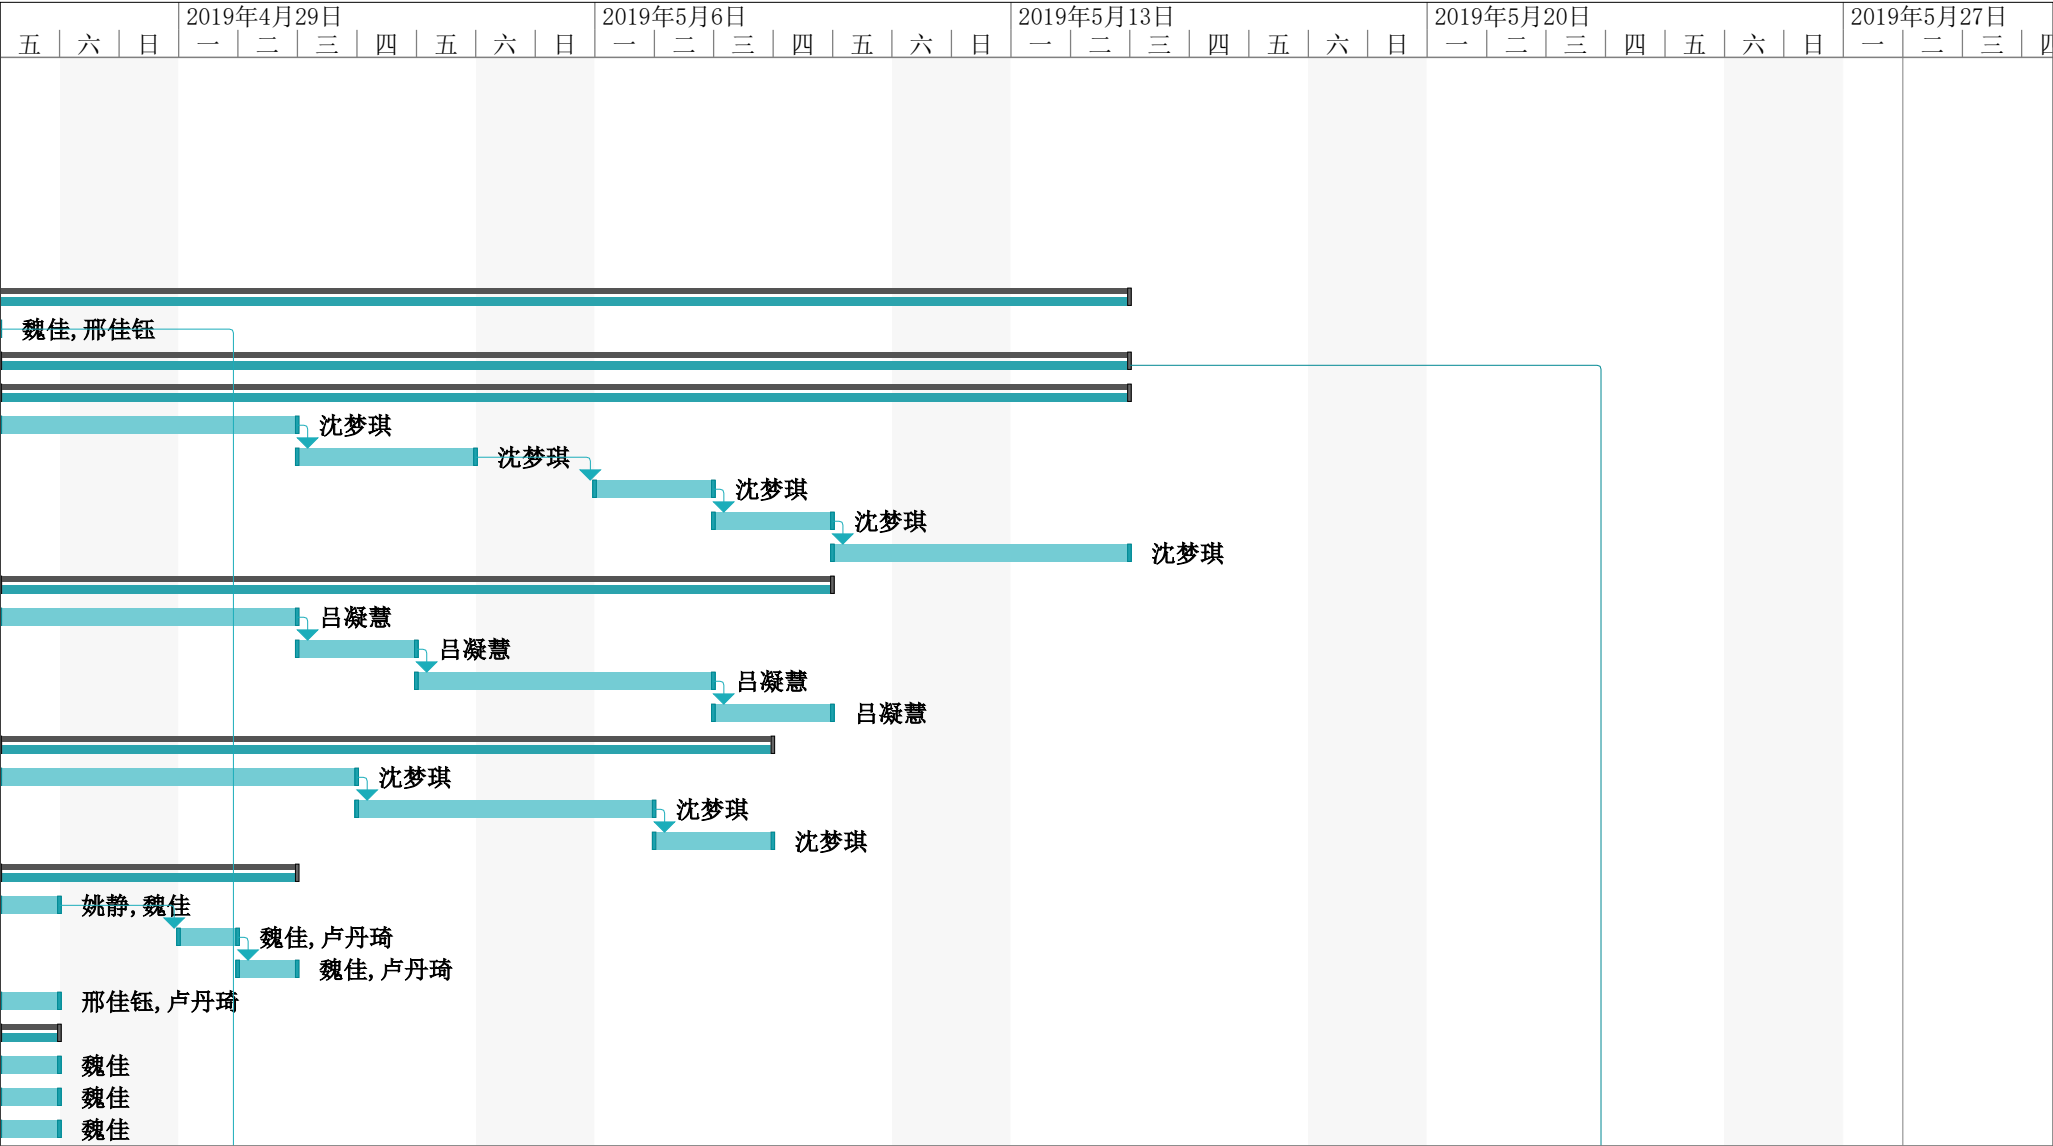 2019年4月29日 2019年5月6日 2019年5月13日 2019年5月20日 2019年5月27日
五 六 日 一 二 三 四 五 六 日 一 二 三 四 五 六 日 一 二 三 四 五 六 日 一 二 三 四 五 六 日 一 二 三 四
魏佳, 邢佳钰
沈梦琪
沈梦琪
沈梦琪
沈梦琪
沈梦琪
吕凝慧
吕凝慧
吕凝慧
吕凝慧
沈梦琪
沈梦琪
沈梦琪
姚静, 魏佳
魏佳, 卢丹琦
魏佳, 卢丹琦
邢佳钰, 卢丹琦
魏佳
魏佳
魏佳